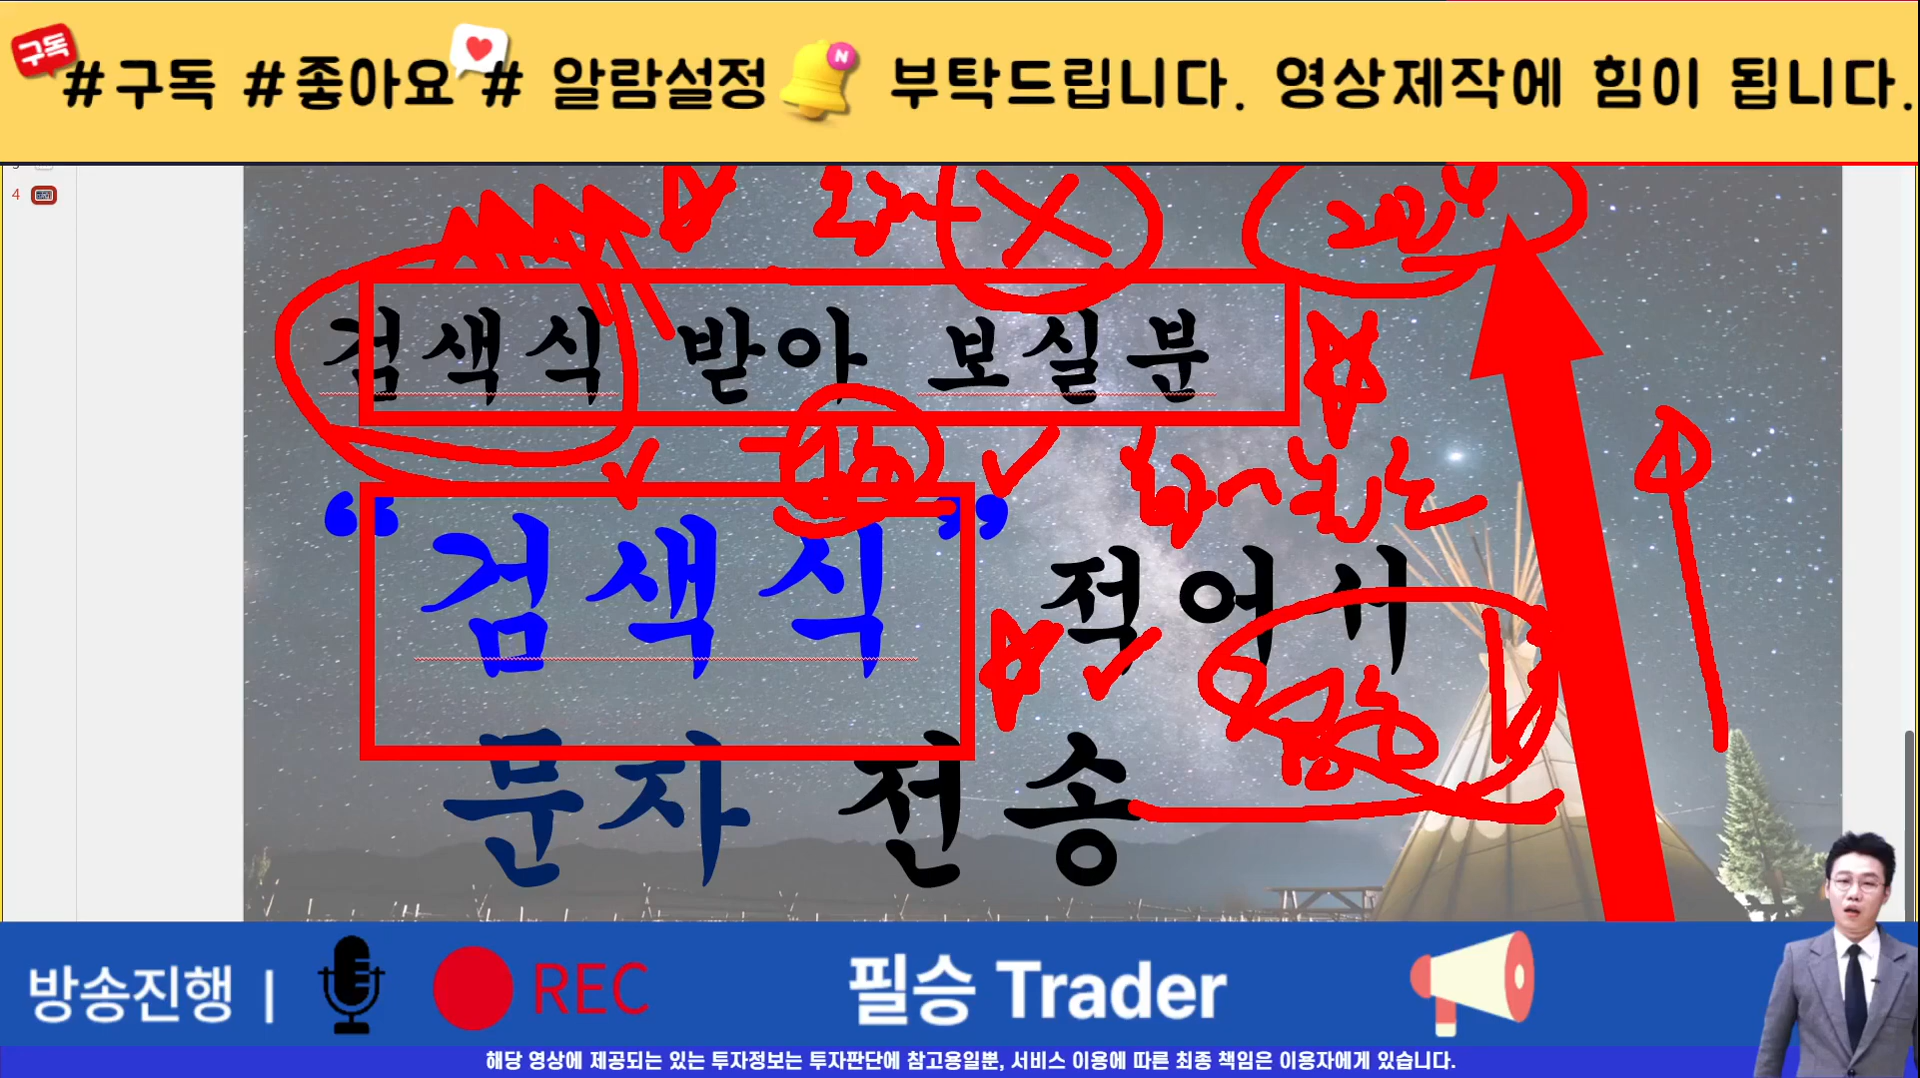 구독
#구독 #좋아요 # 알람설정 N 부탁드립니다. 영상제작에 힘이 됩니다.
4
검색식 받아 보실분
“검색식” 적어서
문자 전송
방송진행 | REC 필승 Trader
해당 영상에 제공되는 있는 투자정보는 투자판단에 참고용일뿐, 서비스 이용에 따른 최종 책임은 이용자에게 있습니다.